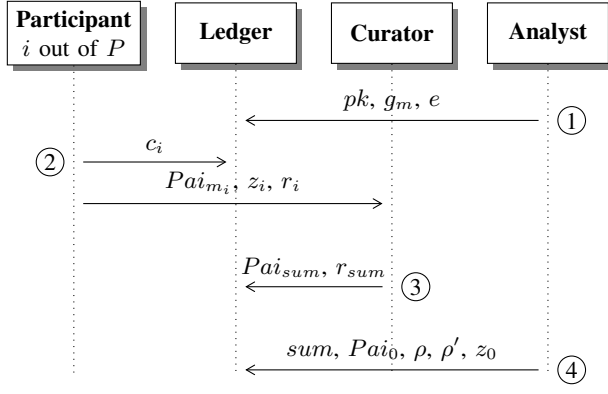 Participant
i out of P
Ledger
Curator
Analyst
pk, g_m, e
①
②
c_i
Pai_{m_i}, z_i, r_i
Pai_{sum}, r_{sum}
③
sum, Pai_0, ρ, ρ′, z_0
④